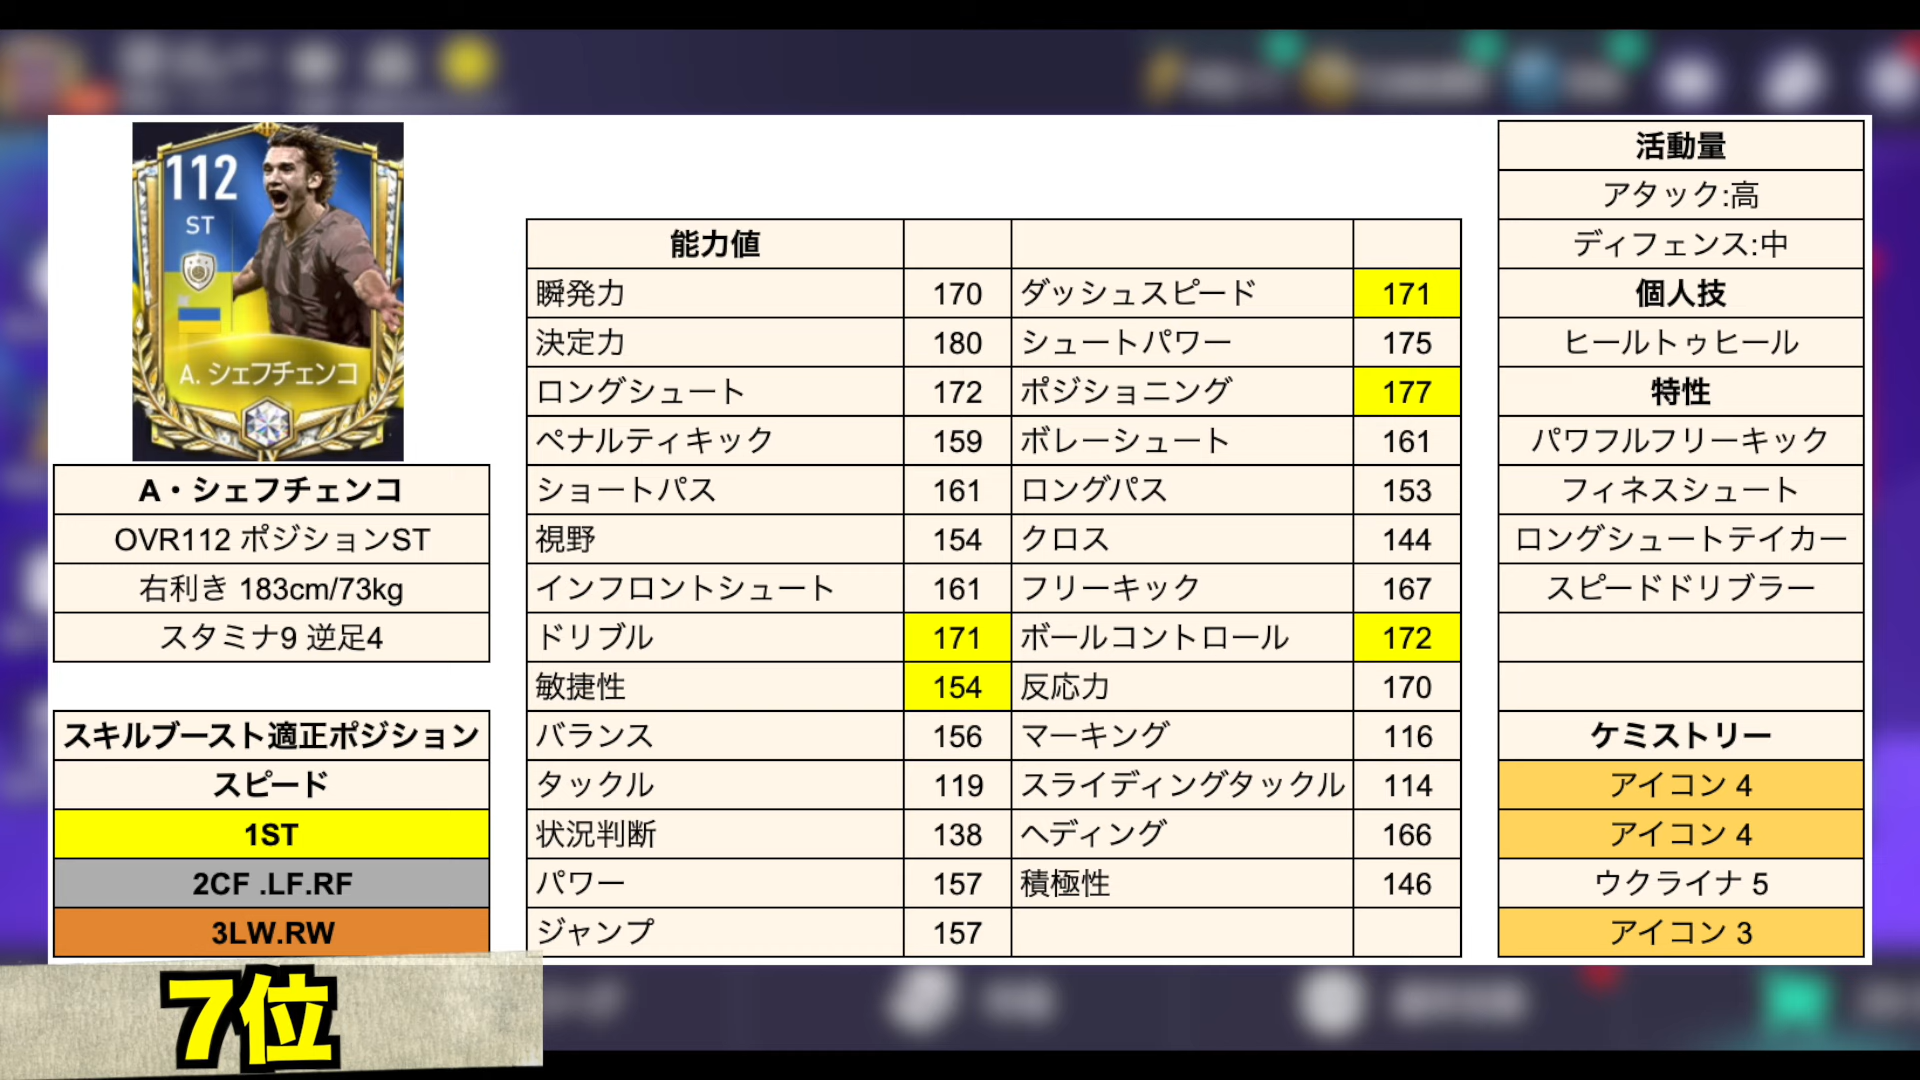 112
ST
A. シェフチェンコ
A・シェフチェンコ
OVR112 ポジションST
右利き 183cm/73kg
スタミナ9 逆足4
スキルブースト適正ポジション
スピード
1ST
2CF .LF.RF
3LW.RW
7位
能力値
瞬発力 170 ダッシュスピード 171
決定力 180 シュートパワー 175
ロングシュート 172 ポジショニング 177
ペナルティキック 159 ボレーシュート 161
ショートパス 161 ロングパス 153
視野 154 クロス 144
インフロントシュート 161 フリーキック 167
ドリブル 171 ボールコントロール 172
敏捷性 154 反応力 170
バランス 156 マーキング 116
タックル 119 スライディングタックル 114
状況判断 138 ヘディング 166
パワー 157 積極性 146
ジャンプ 157
活動量
アタック:高
ディフェンス:中
個人技
ヒールトゥヒール
特性
パワフルフリーキック
フィネスシュート
ロングシュートテイカー
スピードドリブラー
ケミストリー
アイコン 4
アイコン 4
ウクライナ 5
アイコン 3